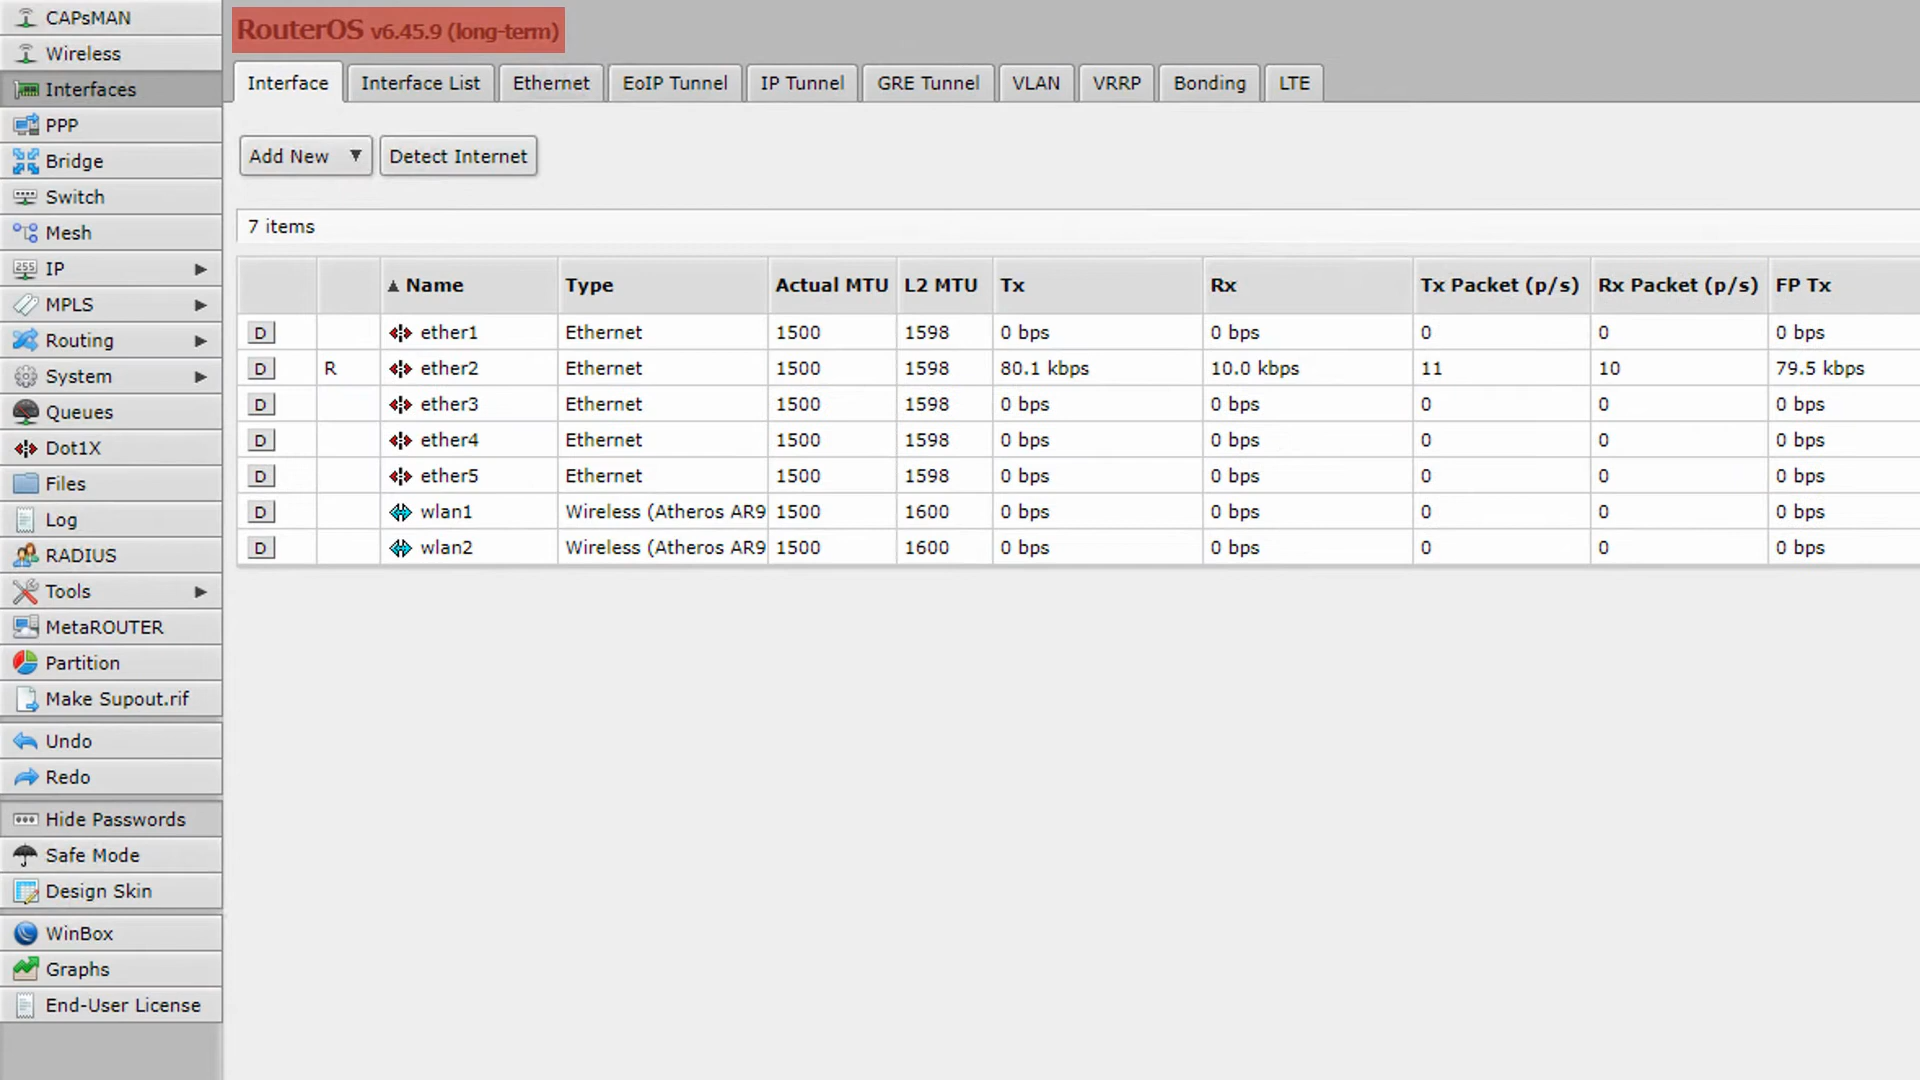 CAPsMAN
Wireless
Interfaces
PPP
Bridge
Switch
Mesh
255 IP
MPLS
Routing
System
Queues
Dot1X
Files
Log
RADIUS
Tools
MetaROUTER
Partition
Make Supout.rif
Undo
Redo
Hide Passwords
Safe Mode
Design Skin
WinBox
Graphs
End-User License
RouterOS v6.45.9 (long-term)
Interface Interface List Ethernet EoIP Tunnel IP Tunnel GRE Tunnel VLAN VRRP Bonding LTE
Add New ▼ Detect Internet
7 items
▲ Name Type Actual MTU L2 MTU Tx Rx Tx Packet (p/s) Rx Packet (p/s) FP Tx
D ether1 Ethernet 1500 1598 0 bps 0 bps 0 0 0 bps
D R ether2 Ethernet 1500 1598 80.1 kbps 10.0 kbps 11 10 79.5 kbps
D ether3 Ethernet 1500 1598 0 bps 0 bps 0 0 0 bps
D ether4 Ethernet 1500 1598 0 bps 0 bps 0 0 0 bps
D ether5 Ethernet 1500 1598 0 bps 0 bps 0 0 0 bps
D wlan1 Wireless (Atheros AR9 1500 1600 0 bps 0 bps 0 0 0 bps
D wlan2 Wireless (Atheros AR9 1500 1600 0 bps 0 bps 0 0 0 bps